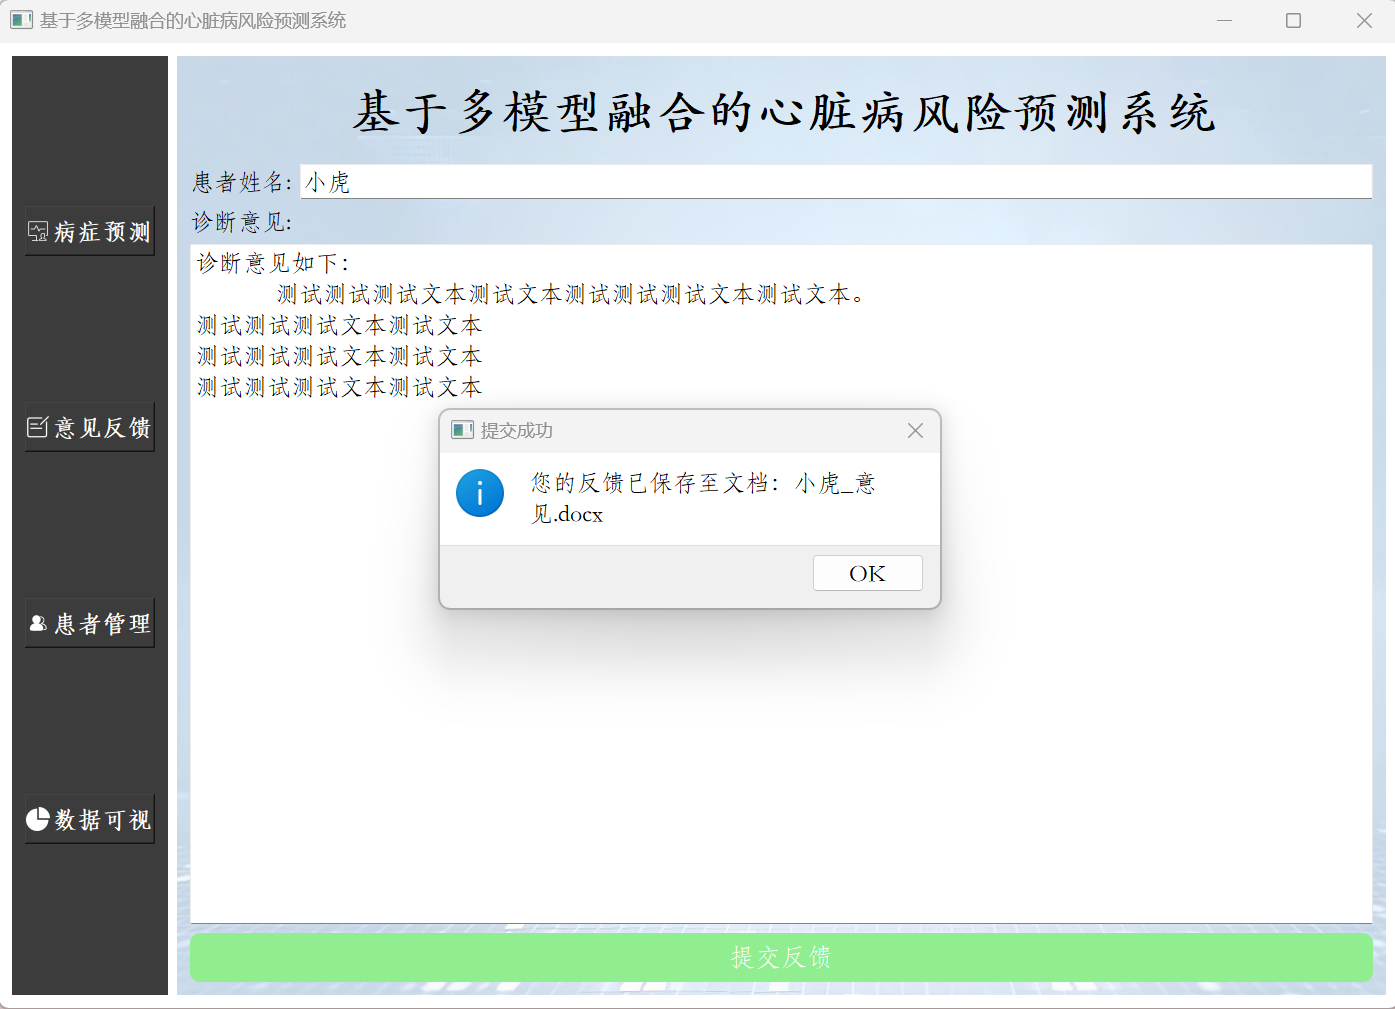 基于多模型融合的心脏病风险预测系统
基于多模型融合的心脏病风险预测系统
病症预测
意见反馈
患者管理
数据可视
患者姓名: 小虎
诊断意见:
诊断意见如下：
测试测试测试文本测试文本测试测试测试文本测试文本。
测试测试测试文本测试文本
测试测试测试文本测试文本
测试测试测试文本测试文本
提交成功
您的反馈已保存至文档：小虎_意
见.docx
OK
提交反馈